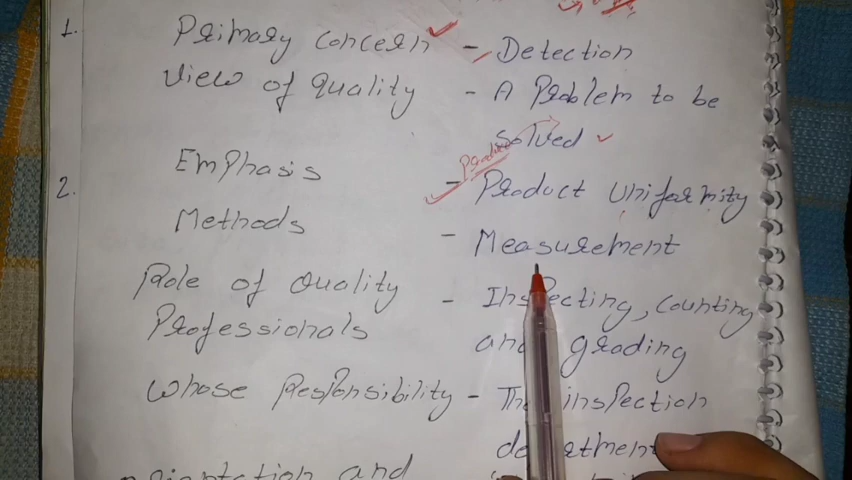 1. Primary concern - Detection
View of Quality - A Problem to be
solved
Emphasis
2. - Product Uniformity
Methods - Measurement
Role of Quality - Inspecting, counting
Professionals and grading
Whose Responsibility - The inspection
department
and